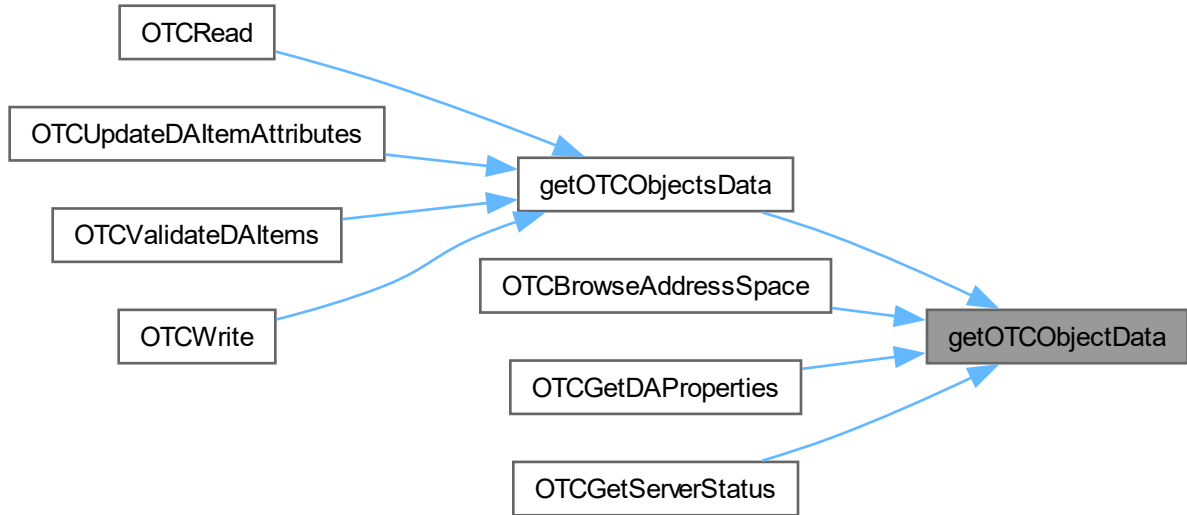 OTCRead
OTCUpdateDAItemAttributes
OTCValidateDAItems
OTCWrite
getOTCObjectsData
OTCBrowseAddressSpace
OTCGetDAProperties
OTCGetServerStatus
getOTCObjectData